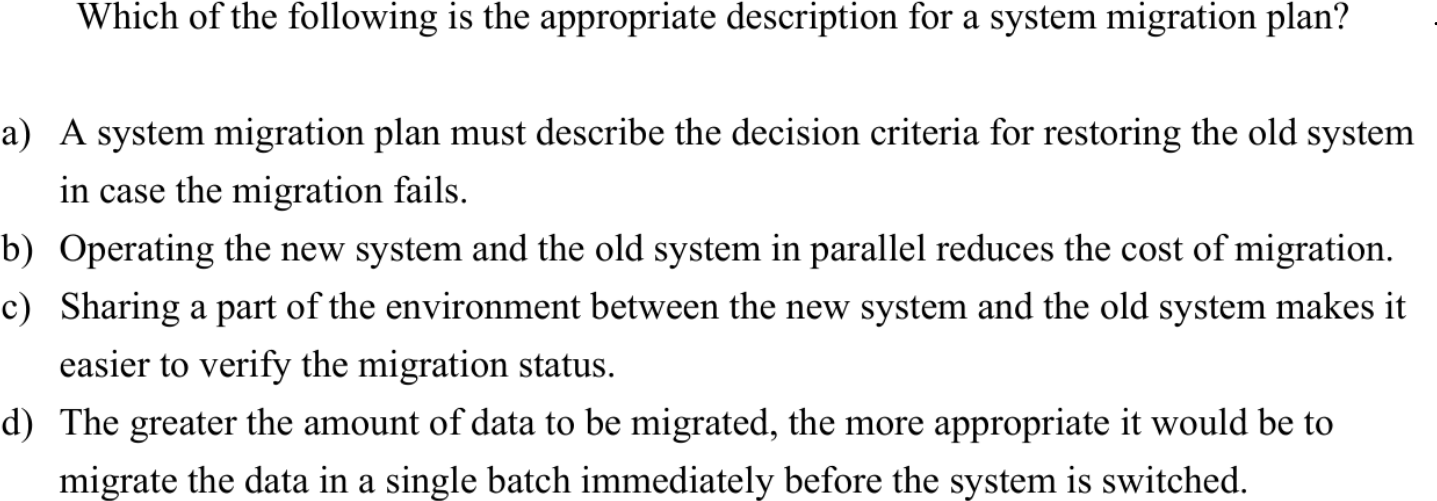 Which of the following is the appropriate description for a system migration plan?
a) A system migration plan must describe the decision criteria for restoring the old system
in case the migration fails.
b) Operating the new system and the old system in parallel reduces the cost of migration.
c) Sharing a part of the environment between the new system and the old system makes it
easier to verify the migration status.
d) The greater the amount of data to be migrated, the more appropriate it would be to
migrate the data in a single batch immediately before the system is switched.